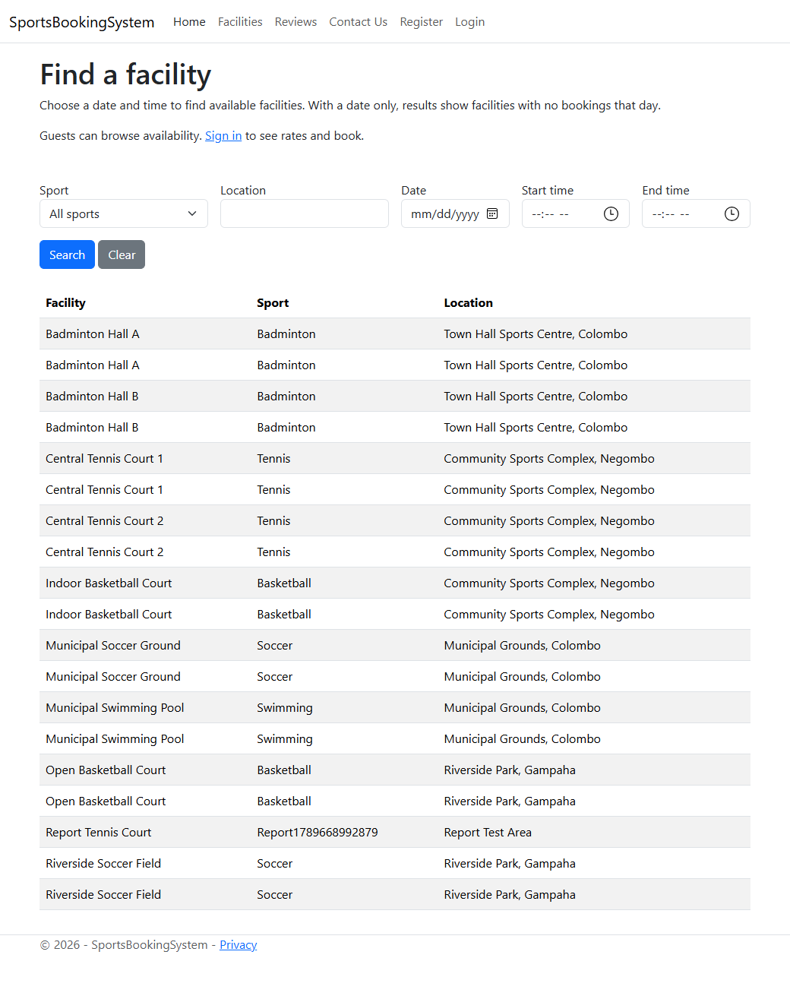 SportsBookingSystem Home Facilities Reviews Contact Us Register Login
Find a facility
Choose a date and time to find available facilities. With a date only, results show facilities with no bookings that day.
Guests can browse availability. Sign in to see rates and book.
Sport Location Date Start time End time
All sports mm/dd/yyyy --:-- -- --:-- --
Search Clear
Facility Sport Location
Badminton Hall A Badminton Town Hall Sports Centre, Colombo
Badminton Hall A Badminton Town Hall Sports Centre, Colombo
Badminton Hall B Badminton Town Hall Sports Centre, Colombo
Badminton Hall B Badminton Town Hall Sports Centre, Colombo
Central Tennis Court 1 Tennis Community Sports Complex, Negombo
Central Tennis Court 1 Tennis Community Sports Complex, Negombo
Central Tennis Court 2 Tennis Community Sports Complex, Negombo
Central Tennis Court 2 Tennis Community Sports Complex, Negombo
Indoor Basketball Court Basketball Community Sports Complex, Negombo
Indoor Basketball Court Basketball Community Sports Complex, Negombo
Municipal Soccer Ground Soccer Municipal Grounds, Colombo
Municipal Soccer Ground Soccer Municipal Grounds, Colombo
Municipal Swimming Pool Swimming Municipal Grounds, Colombo
Municipal Swimming Pool Swimming Municipal Grounds, Colombo
Open Basketball Court Basketball Riverside Park, Gampaha
Open Basketball Court Basketball Riverside Park, Gampaha
Report Tennis Court Report1789668992879 Report Test Area
Riverside Soccer Field Soccer Riverside Park, Gampaha
Riverside Soccer Field Soccer Riverside Park, Gampaha
© 2026 - SportsBookingSystem - Privacy